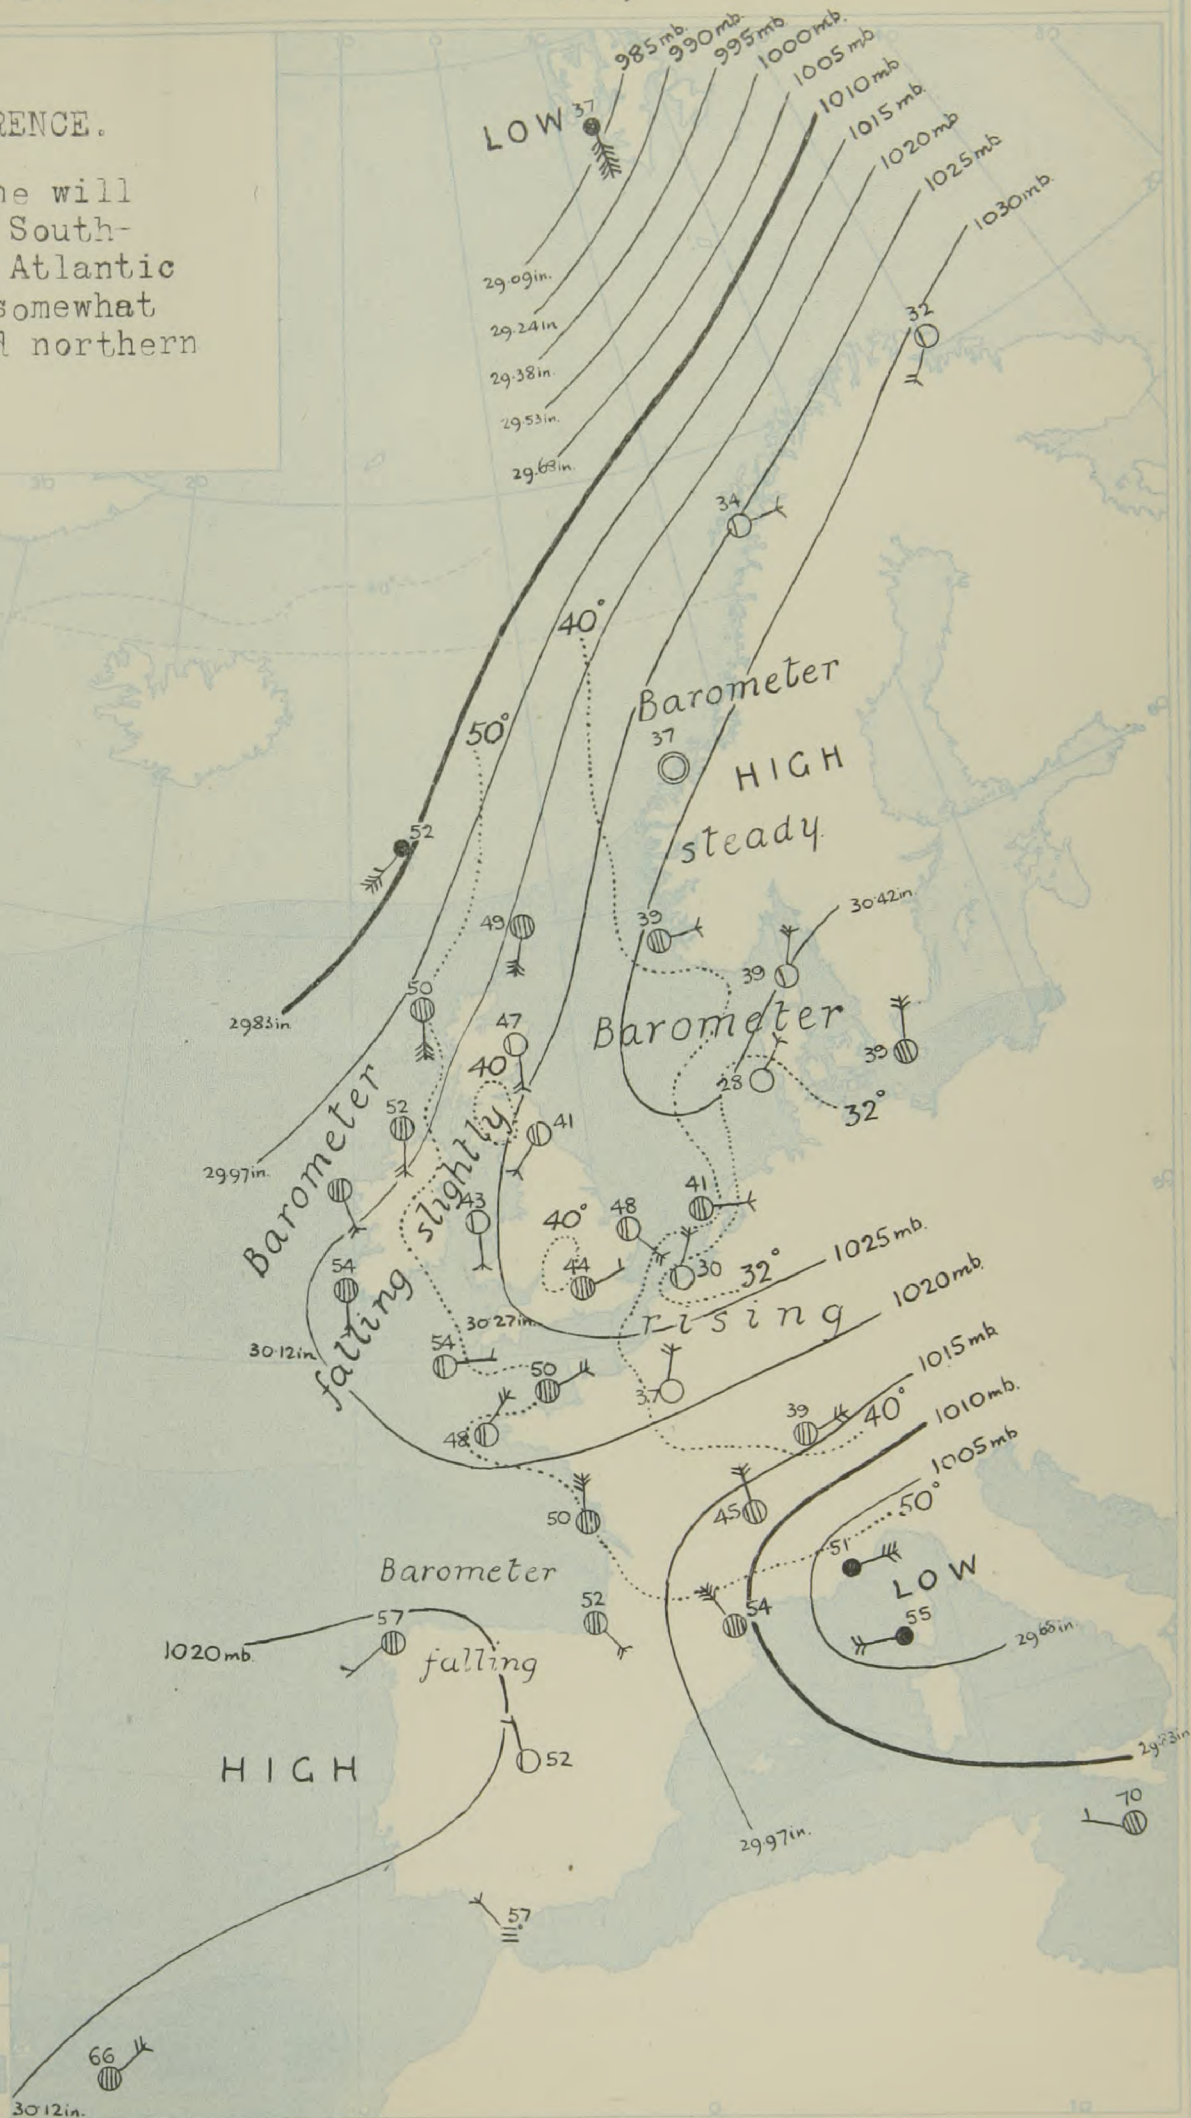 RENCE.
ne will
South-
Atlantic
somewhat
d northern
985mb.
990mb.
995mb.
1000mb.
1005mb
1010mb
1015mb.
1020mb
1025mb
1030mb.
LOW
37
29.09in.
29.24in
29.38in.
29.53in.
29.68in.
32
34
40°
50°
Barometer
37
HIGH
steady.
52
49
39
30.42in.
39
50
29.83in.
47
Barometer
39
40
28
32°
52
41
29.97in.
Barometer
slightly
falling
43
41
48
40°
54
44
30
32°
1025mb.
30.27in.
rising
1020mb.
30.12in.
54
50
37
1015mb.
48
39
40°
1010mb.
1005mb
50
45
50°
51
Barometer
LOW
57
52
54
55
29.68in.
1020mb.
falling
52
HIGH
29.83in
70
29.97in.
57
66
30.12in.